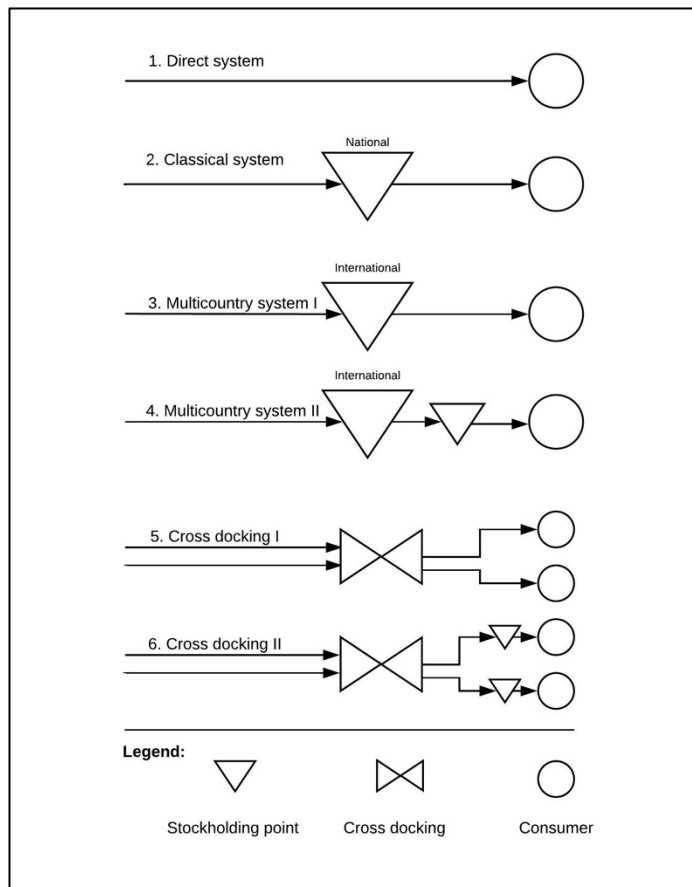 1. Direct system
National
2. Classical system
International
3. Multicountry system I
International
4. Multicountry system II
5. Cross docking I
6. Cross docking II
Legend:
Stockholding point
Cross docking
Consumer